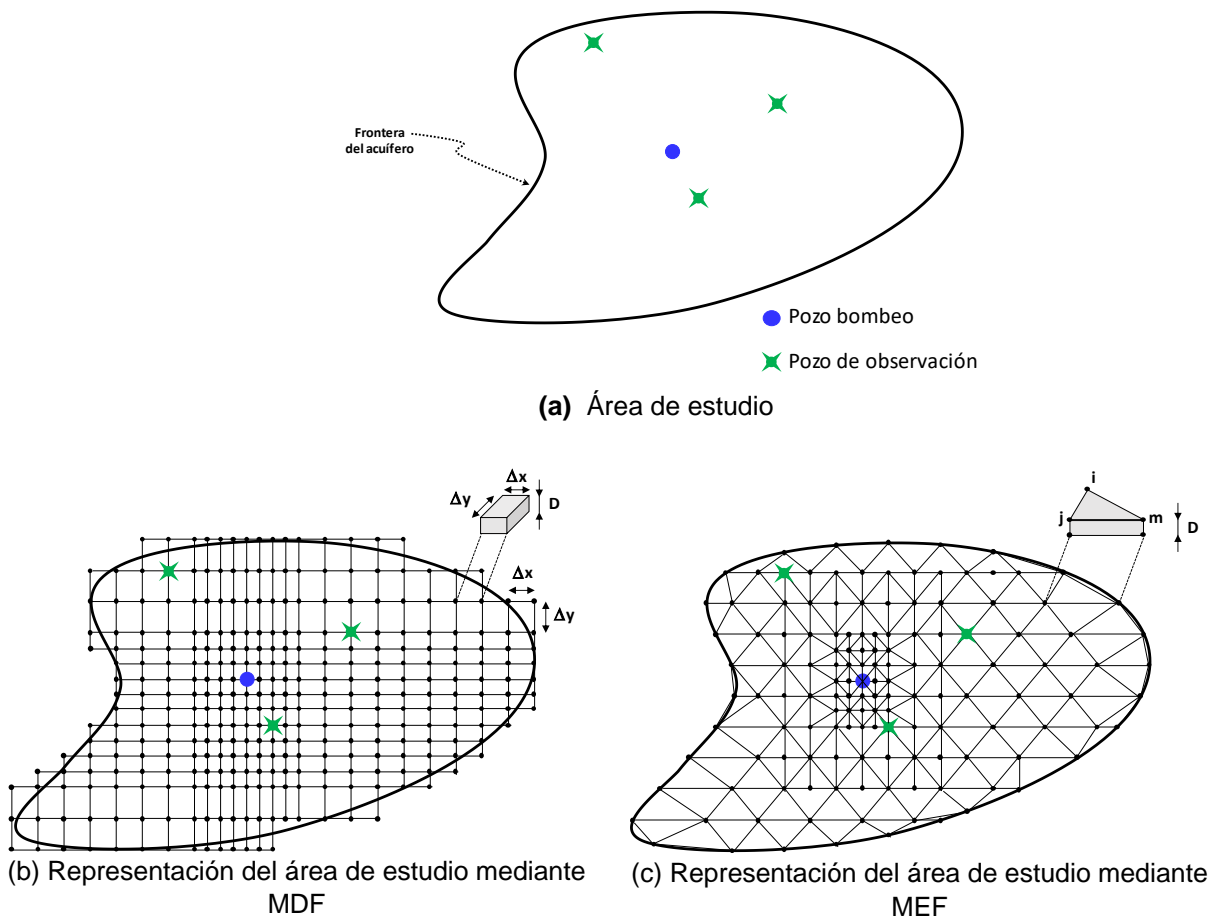 Frontera
del acuífero
Pozo bombeo
Pozo de observación
(a) Área de estudio
Δx
Δy
D
Δx
Δy
i
j
m
D
(b) Representación del área de estudio mediante
MDF
(c) Representación del área de estudio mediante
MEF